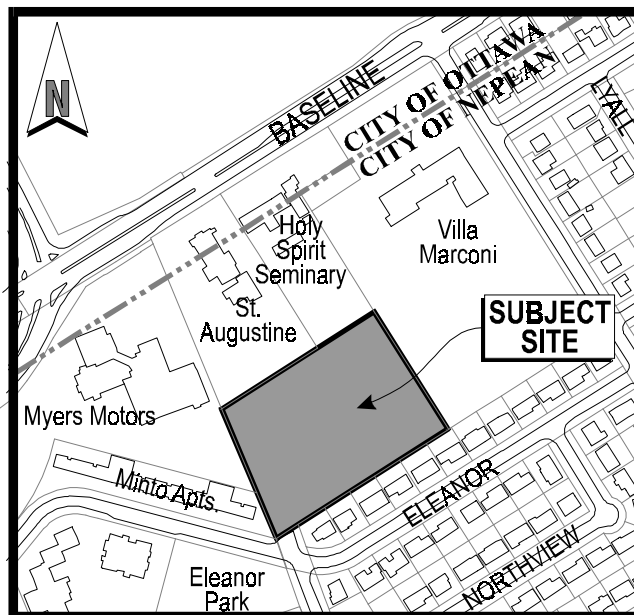 N
BASELINE
CITY OF OTTAWA
CITY OF NEPEAN
LYALL
Holy
Spirit
Seminary
Villa
Marconi
St.
Augustine
SUBJECT
SITE
Myers Motors
Minto Apts.
ELEANOR
NORTHVIEW
Eleanor
Park